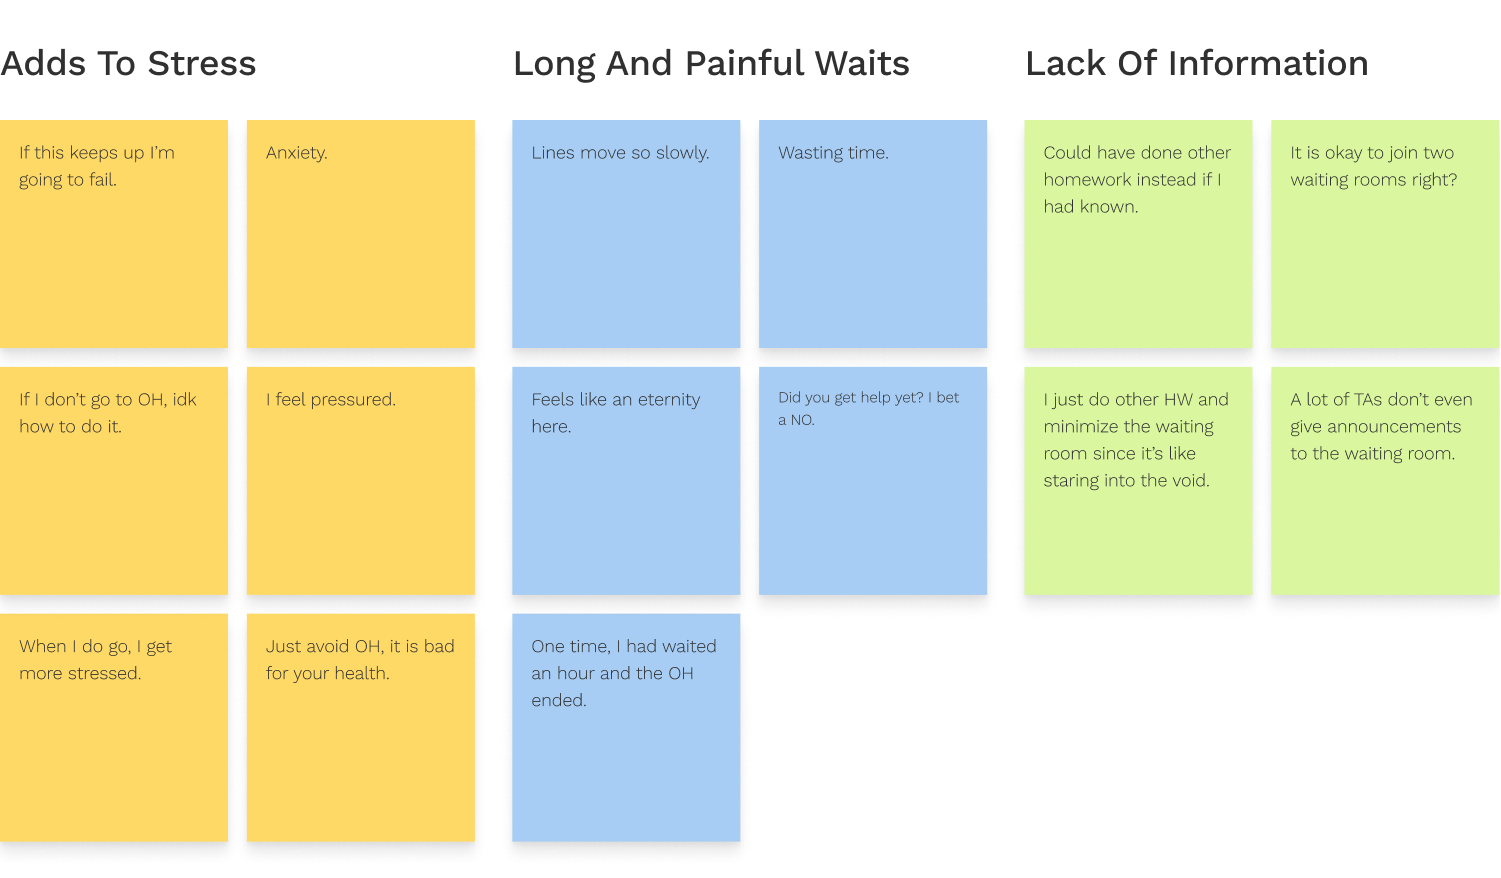 Adds To Stress
If this keeps up I'm
going to fail.
Anxiety.
If I don't go to OH, idk
how to do it.
I feel pressured.
When I do go, I get
more stressed.
Just avoid OH, it is bad
for your health.
Long And Painful Waits
Lines move so slowly.
Wasting time.
Feels like an eternity
here.
Did you get help yet? I bet
a NO.
One time, I had waited
an hour and the OH
ended.
Lack Of Information
Could have done other
homework instead if I
had known.
It is okay to join two
waiting rooms right?
I just do other HW and
minimize the waiting
room since it's like
staring into the void.
A lot of TAs don't even
give announcements
to the waiting room.